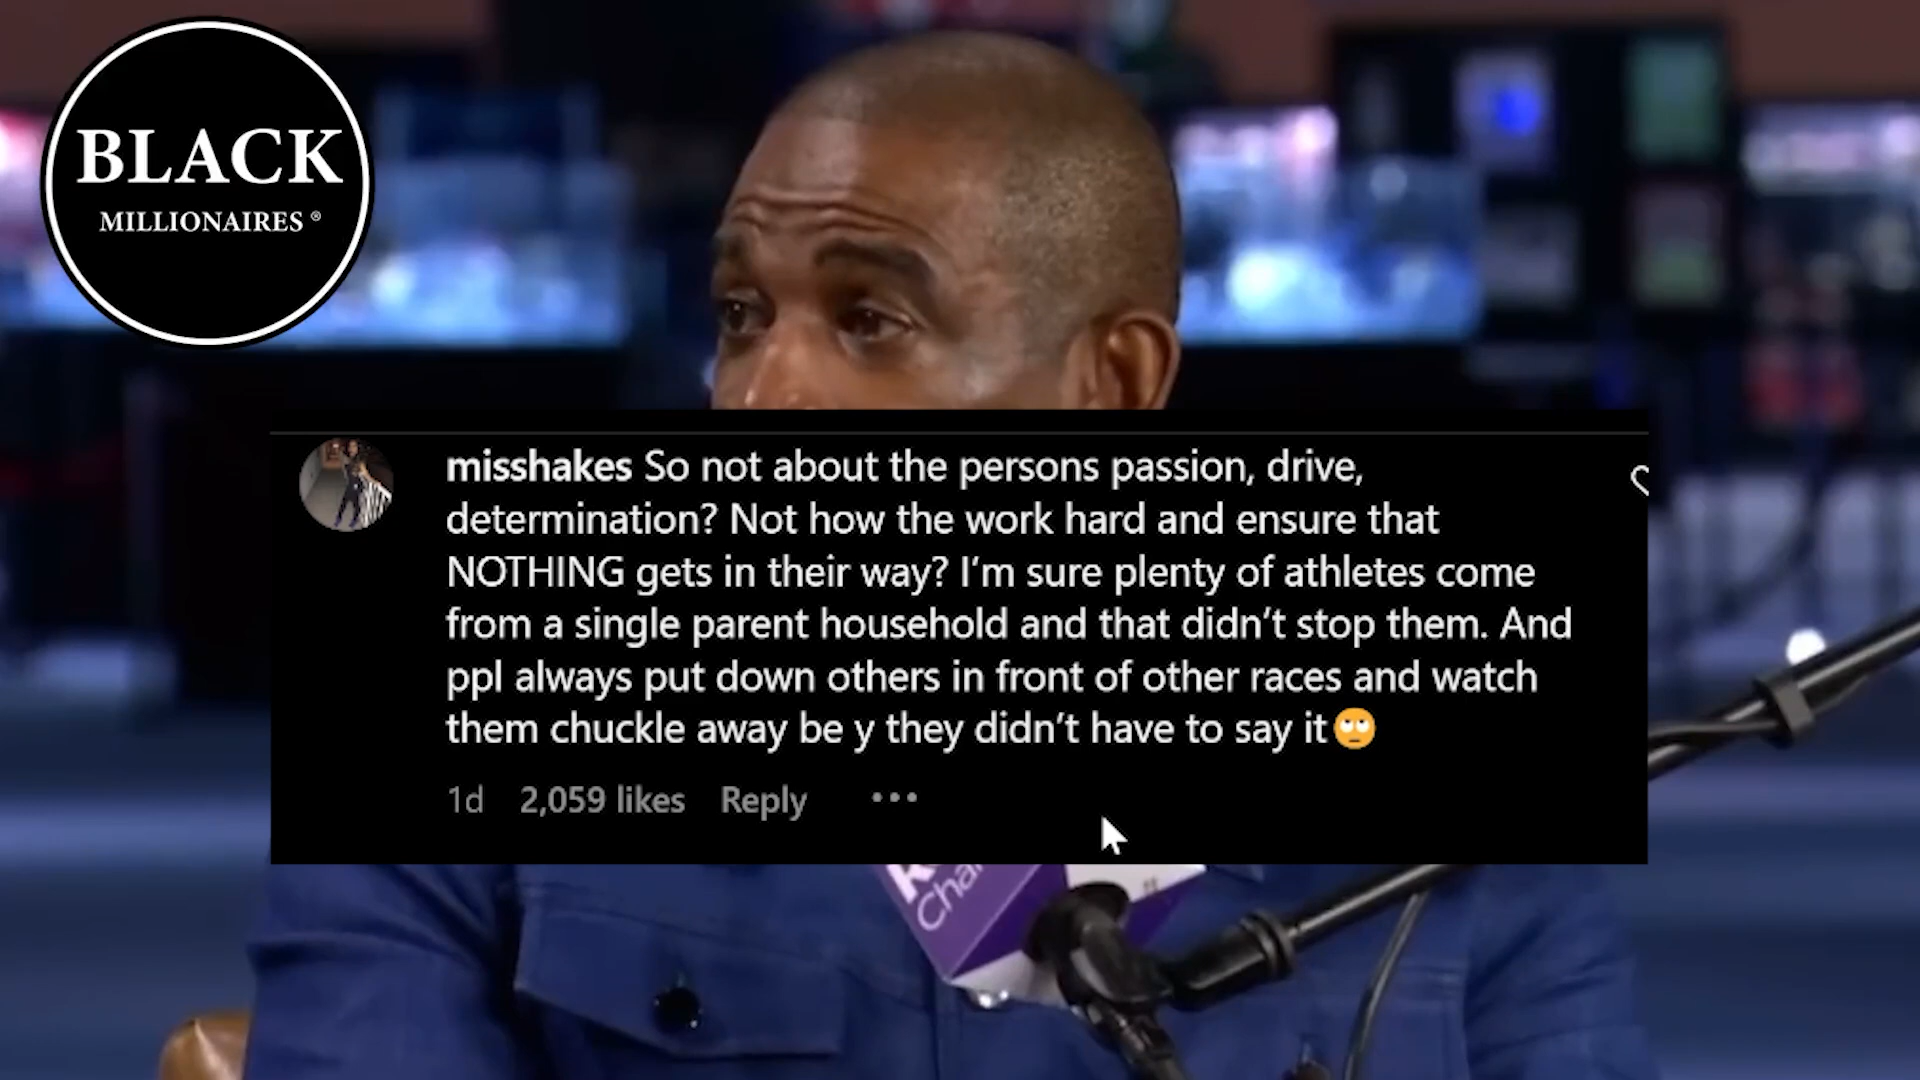 BLACK
MILLIONAIRES ®
misshakes So not about the persons passion, drive,
determination? Not how the work hard and ensure that
NOTHING gets in their way? I’m sure plenty of athletes come
from a single parent household and that didn’t stop them. And
ppl always put down others in front of other races and watch
them chuckle away be y they didn’t have to say it🙄
1d 2,059 likes Reply •••